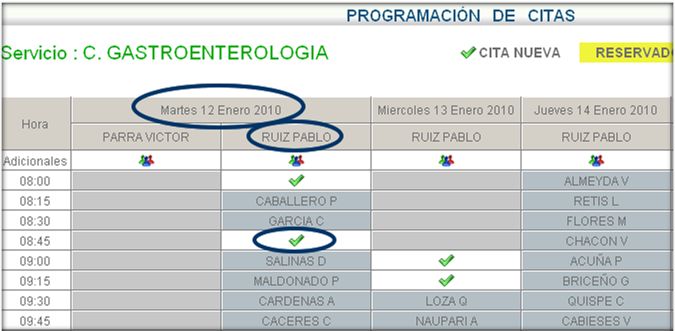 PROGRAMACIÓN DE CITAS
Servicio : C. GASTROENTEROLOGIA
CITA NUEVA
RESERVAD
Hora
Martes 12 Enero 2010
Miercoles 13 Enero 2010
Jueves 14 Enero 2010
PARRA VICTOR
RUIZ PABLO
RUIZ PABLO
RUIZ PABLO
Adicionales
08:00 ALMEYDA V
08:15 CABALLERO P RETIS L
08:30 GARCIA C FLORES M
08:45 CHACON V
09:00 SALINAS D ACUÑA P
09:15 MALDONADO P BRICEÑO G
09:30 CARDENAS A LOZA Q QUISPE C
09:45 CACERES C NAUPARI A CABIESES V